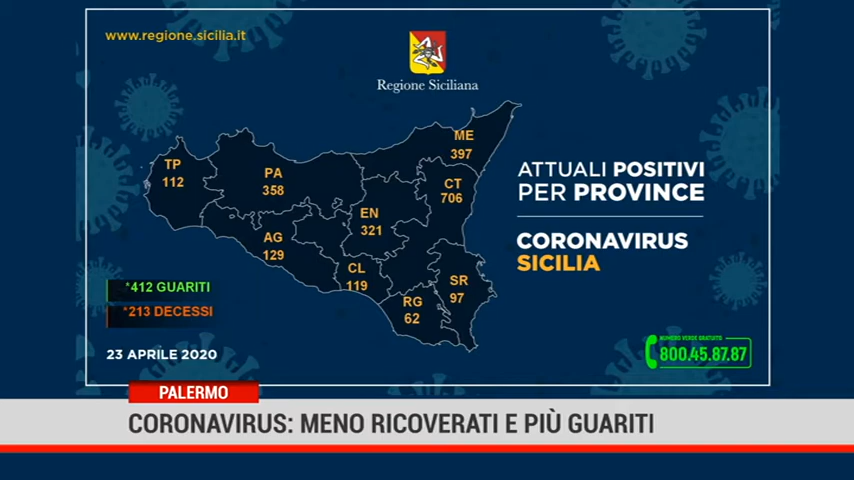 www.regione.sicilia.it
Regione Siciliana
ME
397
TP
112
PA
358
CT
706
EN
321
AG
129
CL
119
SR
97
RG
62
ATTUALI POSITIVI
PER PROVINCE
CORONAVIRUS
SICILIA
*412 GUARITI
*213 DECESSI
23 APRILE 2020
NUMERO VERDE GRATUITO
800.45.87.87
PALERMO
CORONAVIRUS: MENO RICOVERATI E PIÙ GUARITI